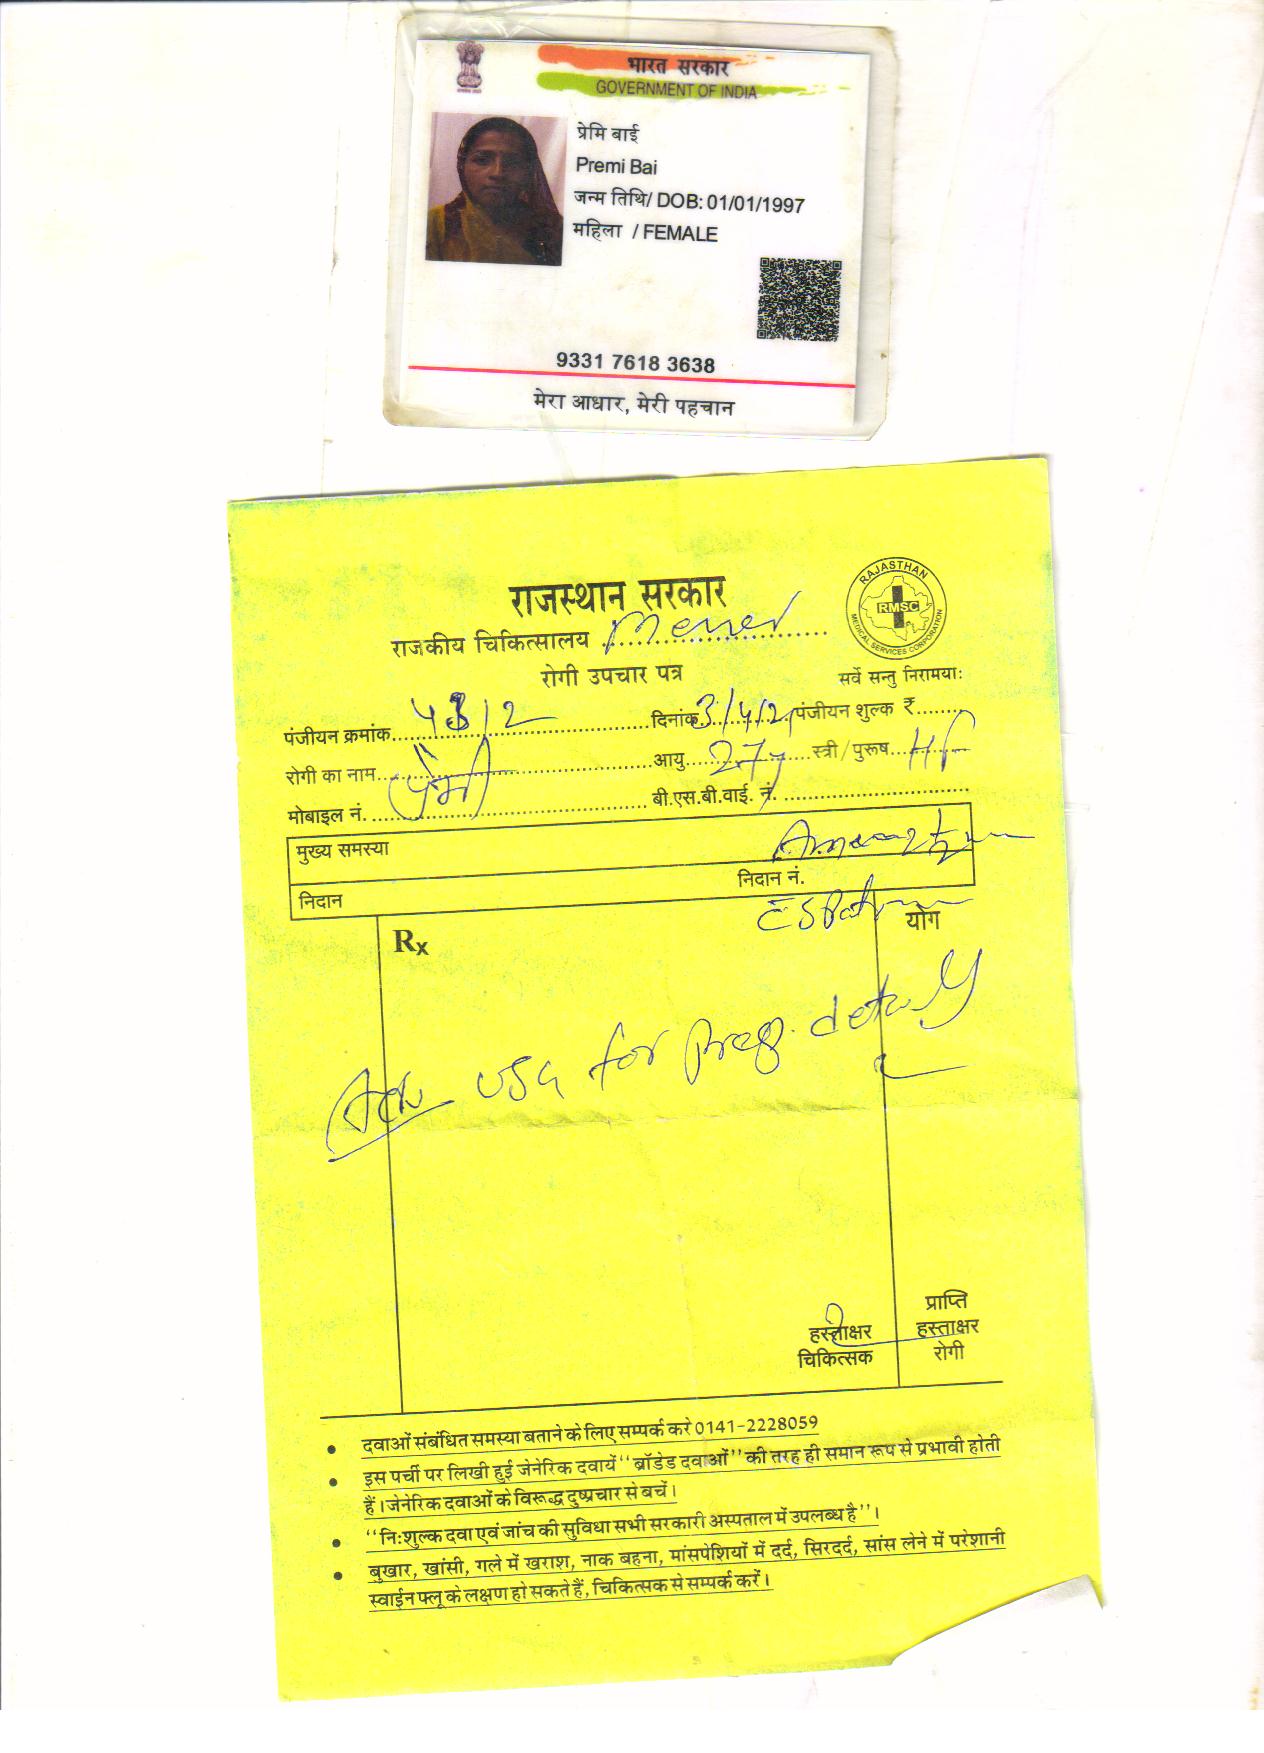 भारत सरकार
GOVERNMENT OF INDIA
प्रेमि बाई
Premi Bai
जन्म तिथि/ DOB: 01/01/1997
महिला / FEMALE
9331 7618 3638
मेरा आधार, मेरी पहचान
राजस्थान सरकार
राजकीय चिकित्सालय
रोगी उपचार पत्र
RAJASTHAN
RMSC
MEDICAL SERVICES CORPORATION
सर्वे सन्तु निरामयाः
पंजीयन क्रमांक दिनांक पंजीयन शुल्क ₹
रोगी का नाम प्रेमी आयु 27 स्त्री/पुरूष
मोबाइल नं. बी.एस.बी.वाई. नं.
मुख्य समस्या
निदान निदान नं.
Rx योग
USG for Preg.
प्राप्ति
हस्ताक्षर हस्ताक्षर
चिकित्सक रोगी
• दवाओं संबंधित समस्या बताने के लिए सम्पर्क करे 0141-2228059
• इस पर्ची पर लिखी हुई जेनेरिक दवायें "ब्रॉडेड दवाओं" की तरह ही समान रूप से प्रभावी होती
हैं। जेनेरिक दवाओं के विरूद्ध दुष्प्रचार से बचें।
• "निःशुल्क दवा एवं जांच की सुविधा सभी सरकारी अस्पताल में उपलब्ध है"।
• बुखार, खांसी, गले में खराश, नाक बहना, मांसपेशियों में दर्द, सिरदर्द, सांस लेने में परेशानी
स्वाईन फ्लू के लक्षण हो सकते हैं, चिकित्सक से सम्पर्क करें।